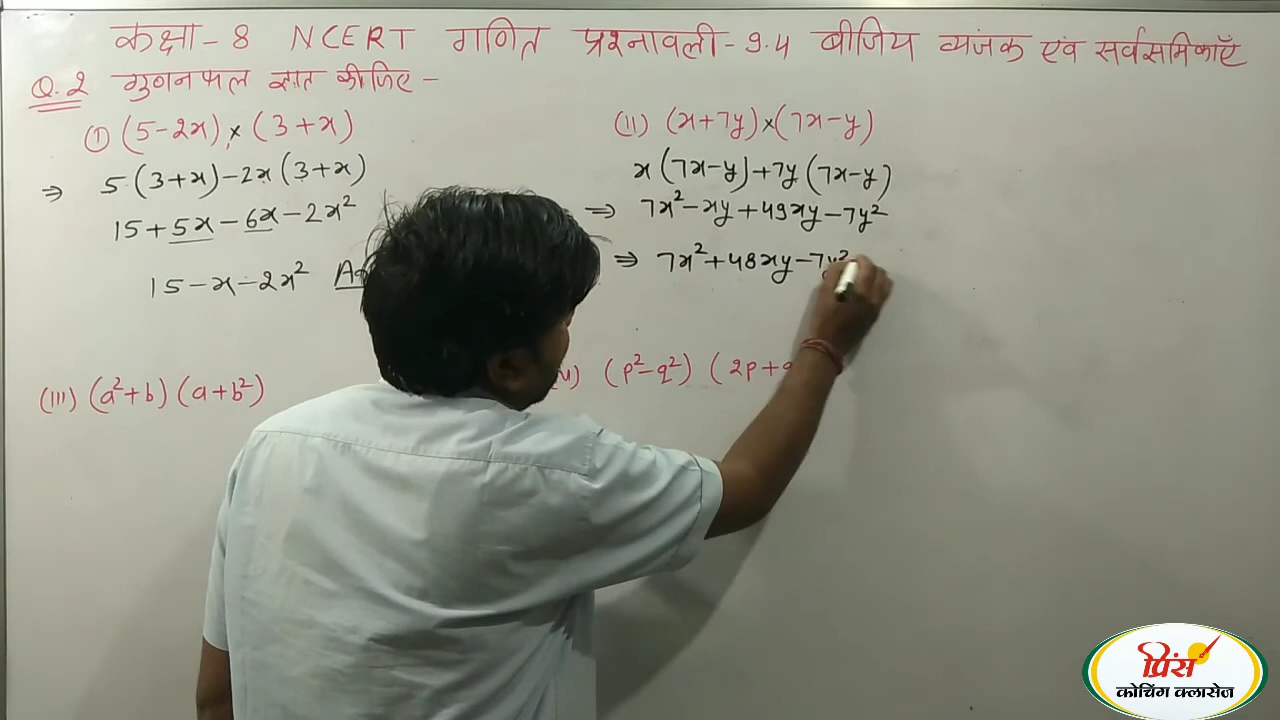 कक्षा - 8 NCERT गणित प्रश्नावली - 9.4 बीजिय व्यंजक एवं सर्वसमिकाएँ
Q.2 गुणनफल ज्ञात कीजिए -
(i) (5-2x) × (3+x)
⇒ 5(3+x)-2x(3+x)
15+5x-6x-2x²
15-x-2x²
(ii) (x+7y)×(7x-y)
x(7x-y)+7y(7x-y)
⇒ 7x²-xy+49xy-7y²
⇒ 7x²+48xy-7y²
(iii) (a²+b)(a+b²)
(p²-q²) (2p+
प्रिंस
कोचिंग क्लासेज